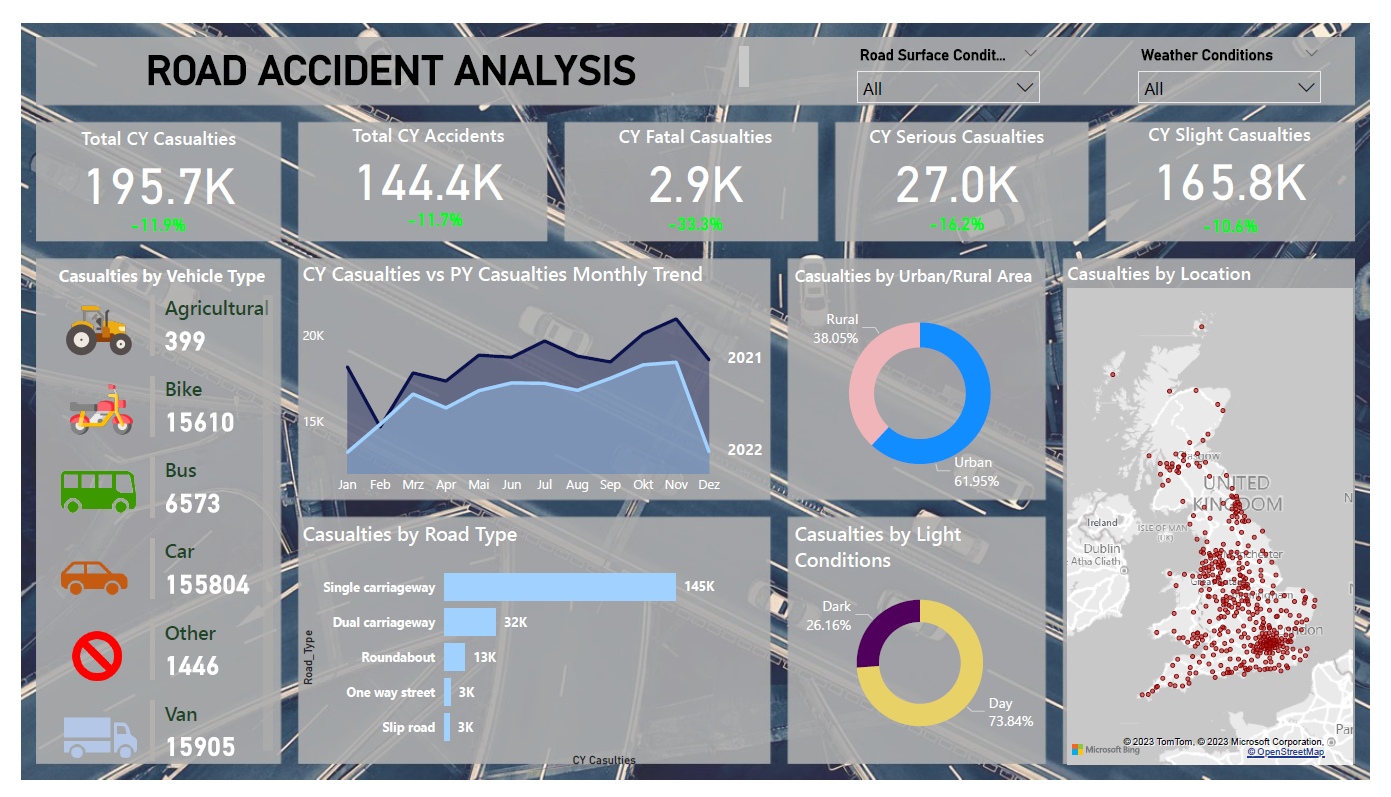 ROAD ACCIDENT ANALYSIS
Road Surface Condit...
All
Weather Conditions
All
Total CY Casualties
195.7K
-11.9%
Total CY Accidents
144.4K
-11.7%
CY Fatal Casualties
2.9K
-33.3%
CY Serious Casualties
27.0K
-16.2%
CY Slight Casualties
165.8K
-10.6%
Casualties by Vehicle Type
Agricultural
399
Bike
15610
Bus
6573
Car
155804
Other
1446
Van
15905
CY Casualties vs PY Casualties Monthly Trend
20K
15K
2021
2022
Jan Feb Mrz Apr Mai Jun Jul Aug Sep Okt Nov Dez
Casualties by Road Type
Road_Type
Single carriageway 145K
Dual carriageway 32K
Roundabout 13K
One way street 3K
Slip road 3K
CY Casulties
Casualties by Urban/Rural Area
Rural
38.05%
Urban
61.95%
Casualties by Light
Conditions
Dark
26.16%
Day
73.84%
Casualties by Location
UNITED
KINGDOM
Ireland
ISLE OF MAN
(UK)
Dublin
Atha Cliath
© 2023 TomTom, © 2023 Microsoft Corporation,
© OpenStreetMap
Microsoft Bing